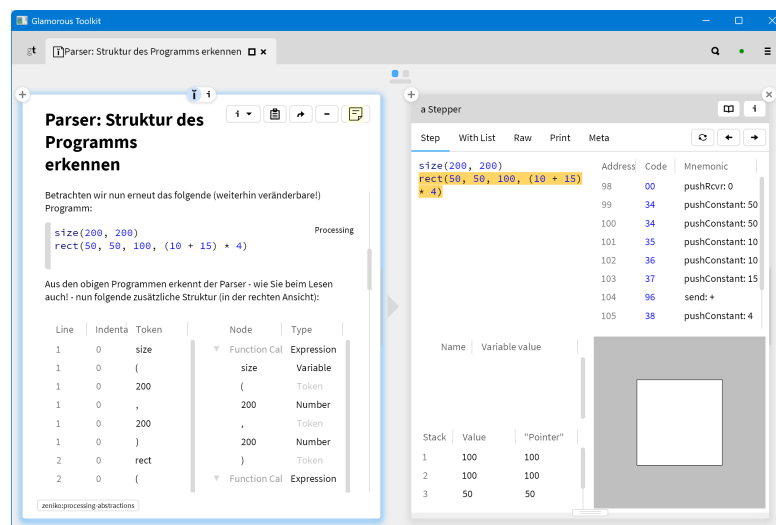 Glamorous Toolkit
gt
Parser: Struktur des Programms erkennen
Parser: Struktur des
Programms
erkennen
Betrachten wir nun erneut das folgende (weiterhin veränderbare!)
Programm:
size(200, 200)
Processing
rect(50, 50, 100, (10 + 15) * 4)
Aus den obigen Programmen erkennt der Parser - wie Sie beim Lesen
auch! - nun folgende zusätzliche Struktur (in der rechten Ansicht):
Line Indenta Token
1 0 size
1 0 (
1 0 200
1 0 ,
1 0 200
1 0 )
2 0 rect
2 0 (
Node Type
Function Cal Expression
size Variable
( Token
200 Number
, Token
200 Number
) Token
Function Cal Expression
zeniko:processing-abstractions
a Stepper
Step With List Raw Print Meta
size(200, 200)
rect(50, 50, 100, (10 + 15)
* 4)
Address Code Mnemonic
98 00 pushRcvr: 0
99 34 pushConstant: 50
100 34 pushConstant: 50
101 35 pushConstant: 10
102 36 pushConstant: 10
103 37 pushConstant: 15
104 96 send: +
105 38 pushConstant: 4
Name Variable value
Stack Value "Pointer"
1 100 100
2 100 100
3 50 50